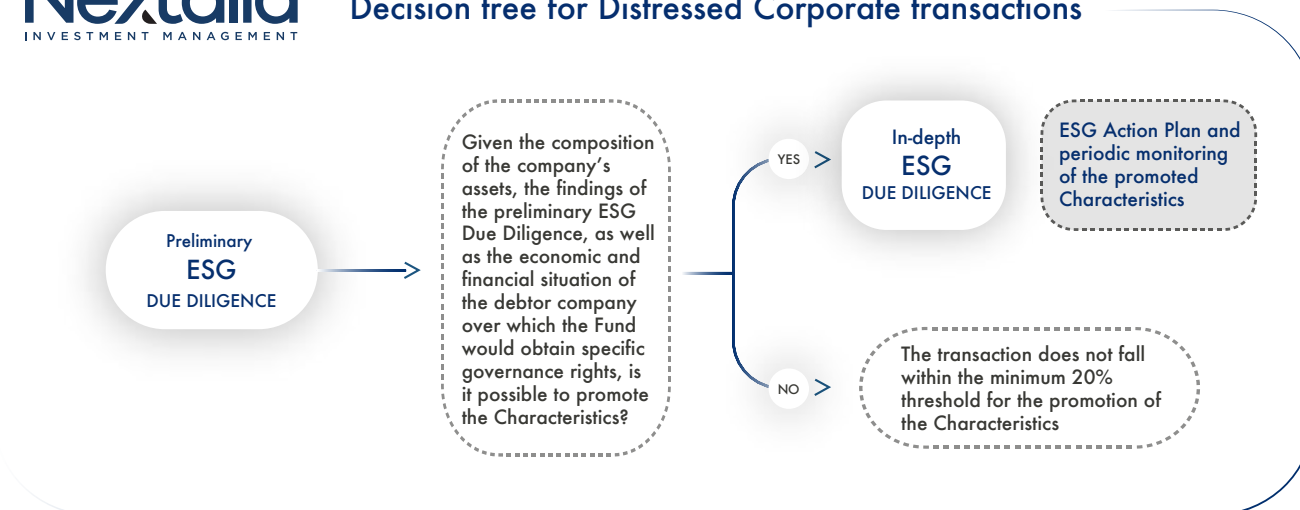 Nextalia
INVESTMENT MANAGEMENT
Decision tree for Distressed Corporate transactions
Preliminary
ESG
DUE DILIGENCE
Given the composition
of the company's
assets, the findings of
the preliminary ESG
Due Diligence, as well
as the economic and
financial situation of
the debtor company
over which the Fund
would obtain specific
governance rights, is
it possible to promote
the Characteristics?
YES
In-depth
ESG
DUE DILIGENCE
ESG Action Plan and
periodic monitoring
of the promoted
Characteristics
NO
The transaction does not fall
within the minimum 20%
threshold for the promotion of
the Characteristics